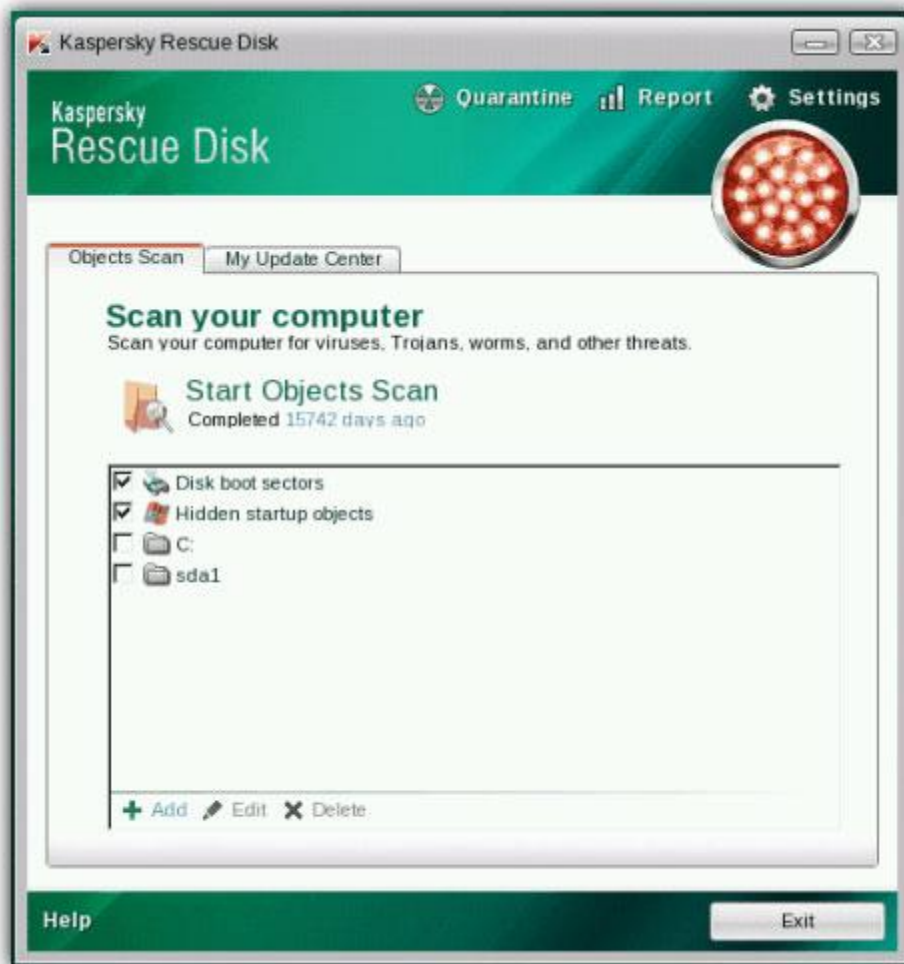 Kaspersky Rescue Disk
Quarantine Report Settings
Kaspersky
Rescue Disk
Objects Scan My Update Center
Scan your computer
Scan your computer for viruses, Trojans, worms, and other threats.
Start Objects Scan
Completed 15742 days ago
Disk boot sectors
Hidden startup objects
C:
sda1
Add Edit Delete
Help Exit